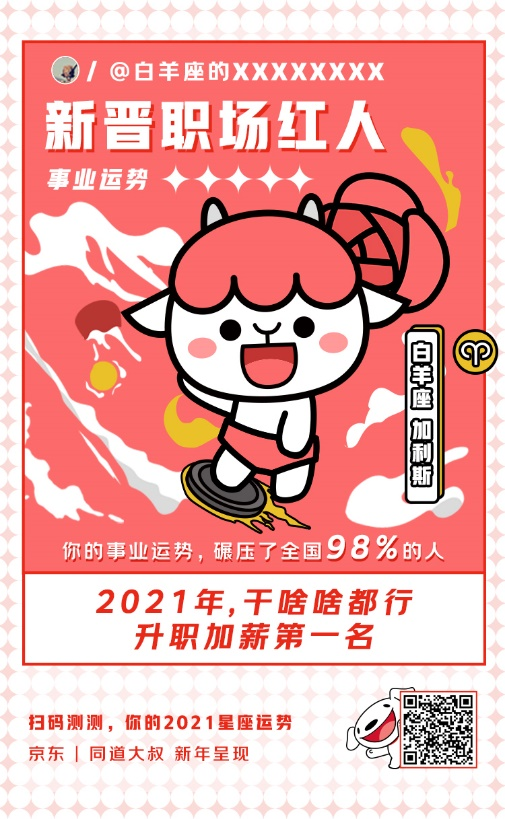 / @白羊座的XXXXXXXX
新晋职场红人
事业运势
白羊座 加利斯
你的事业运势，碾压了全国98%的人
2021年,干啥啥都行
升职加薪第一名
扫码测测，你的2021星座运势
京东 | 同道大叔 新年呈现